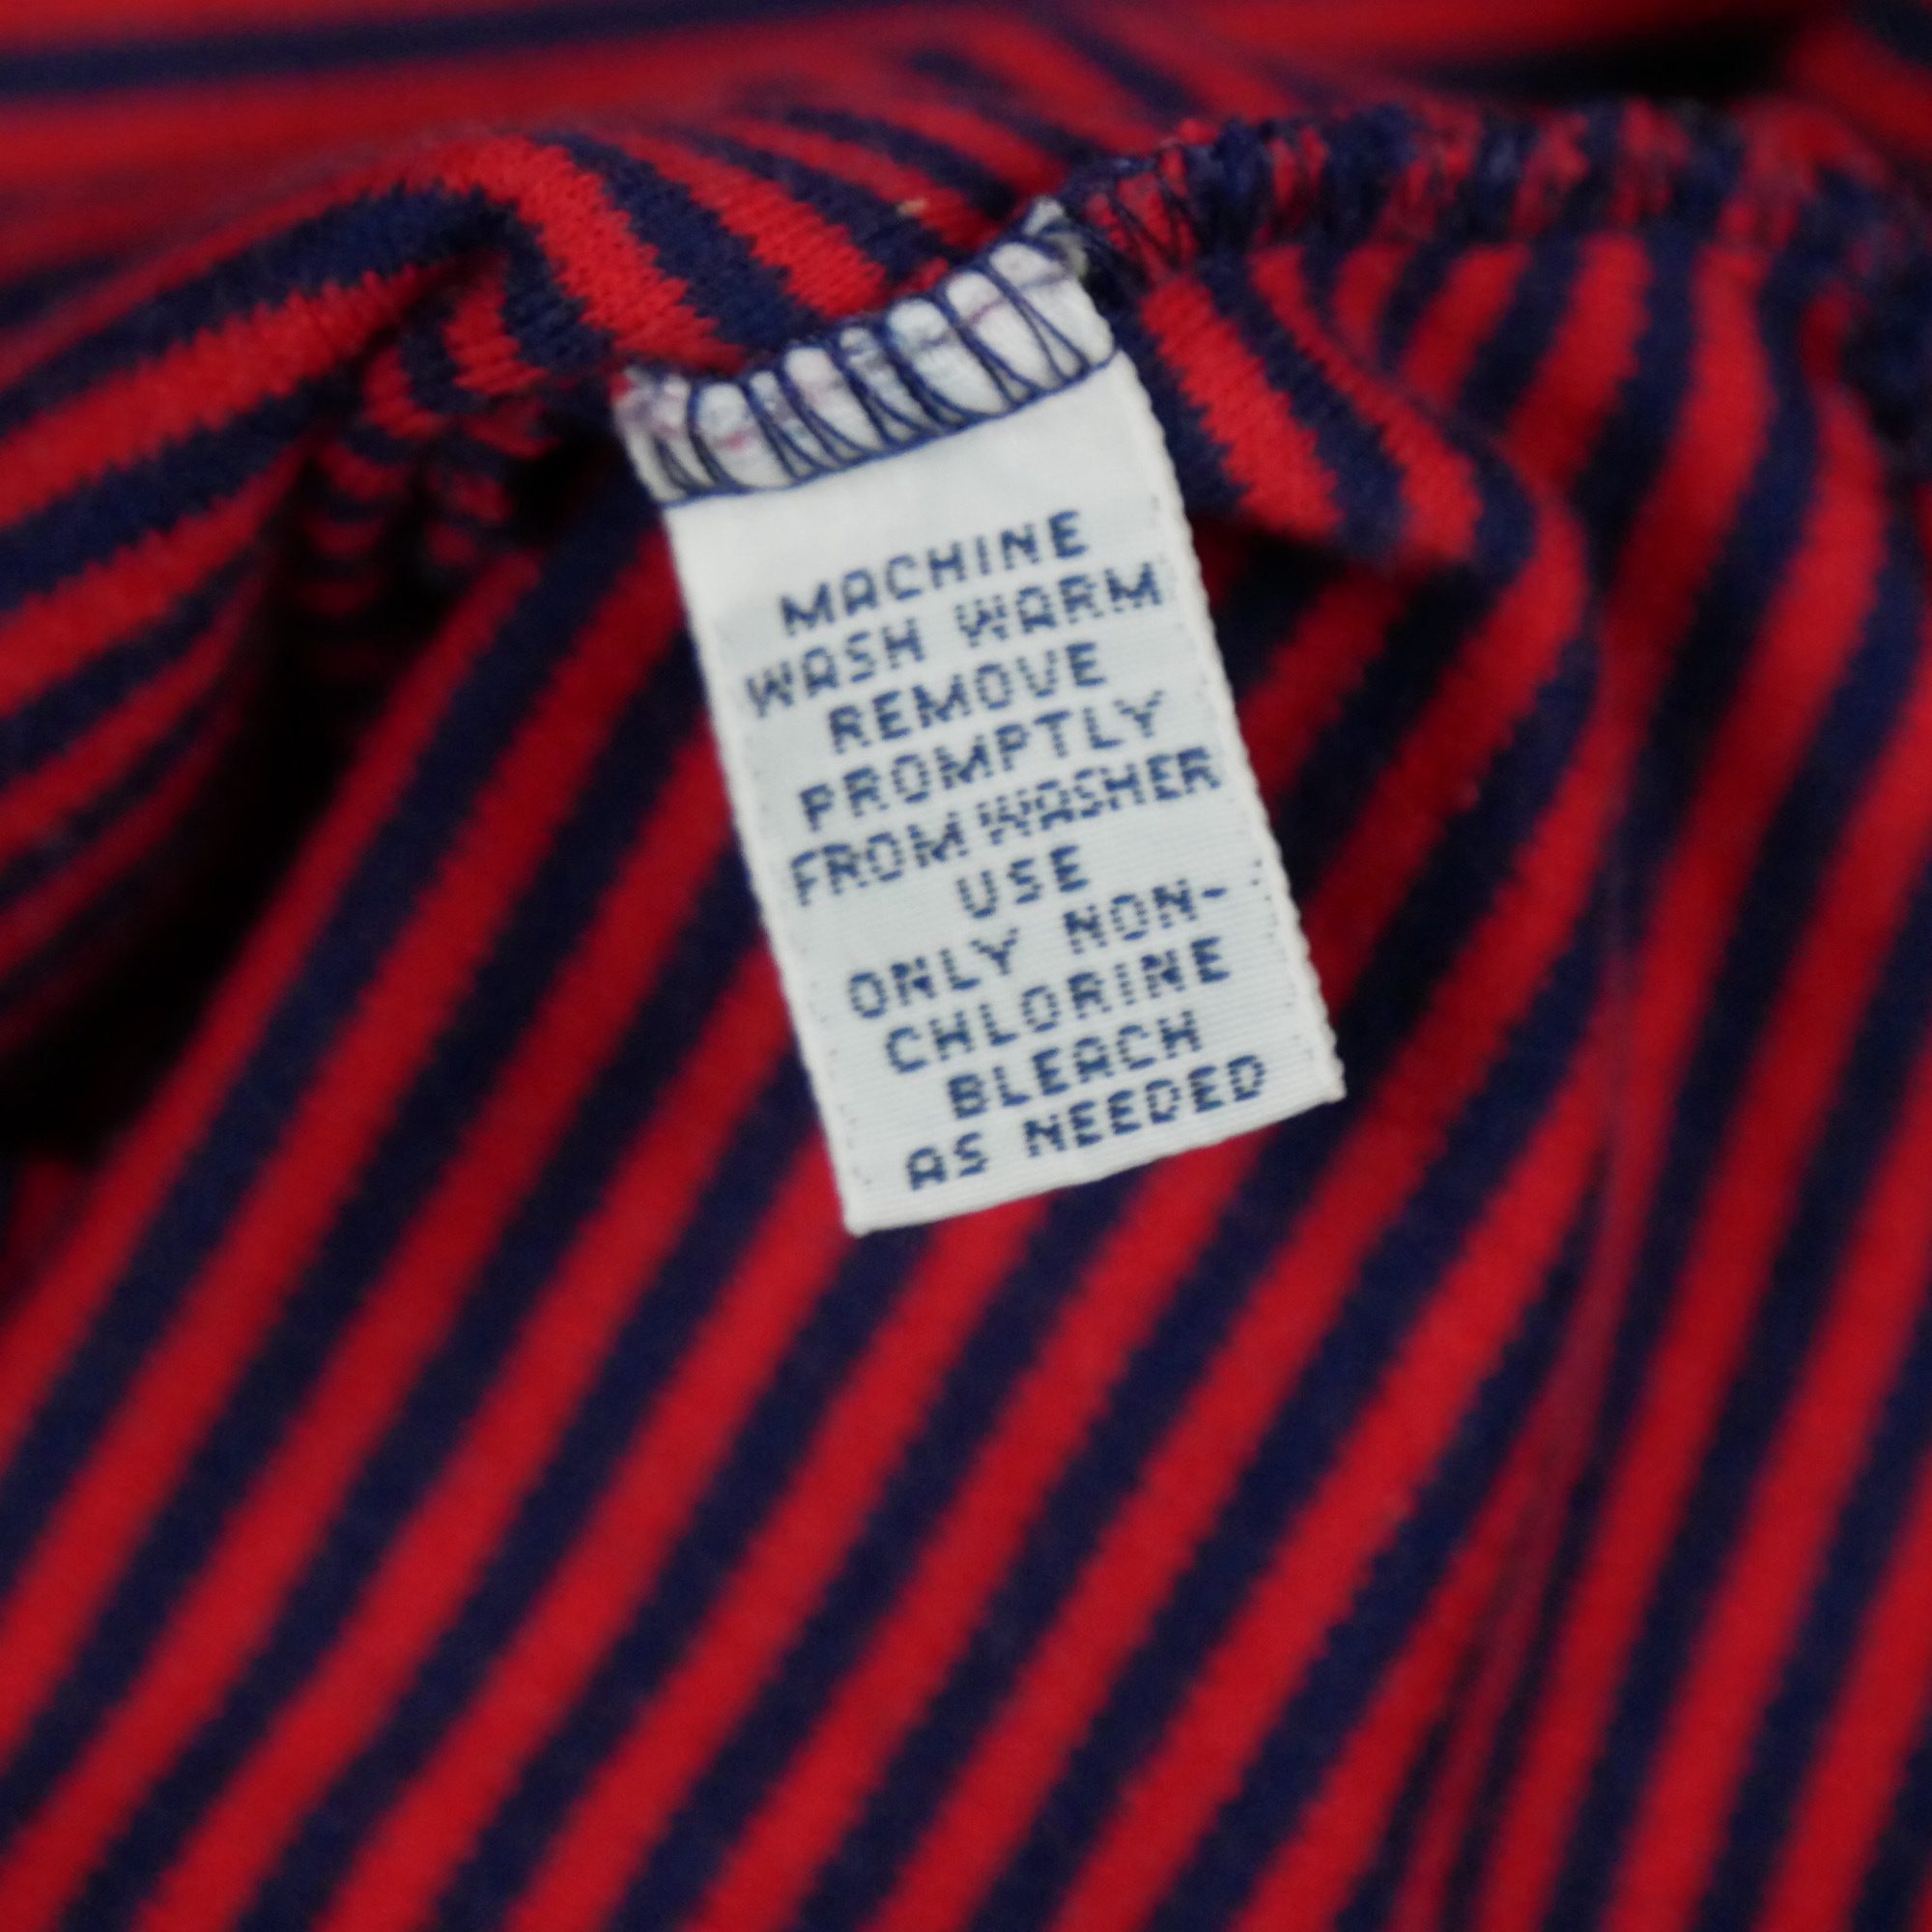 MACHINE
WASH WARM
REMOVE
PROMPTLY
FROM WASHER
USE
ONLY NON-
CHLORINE
BLEACH
AS NEEDED